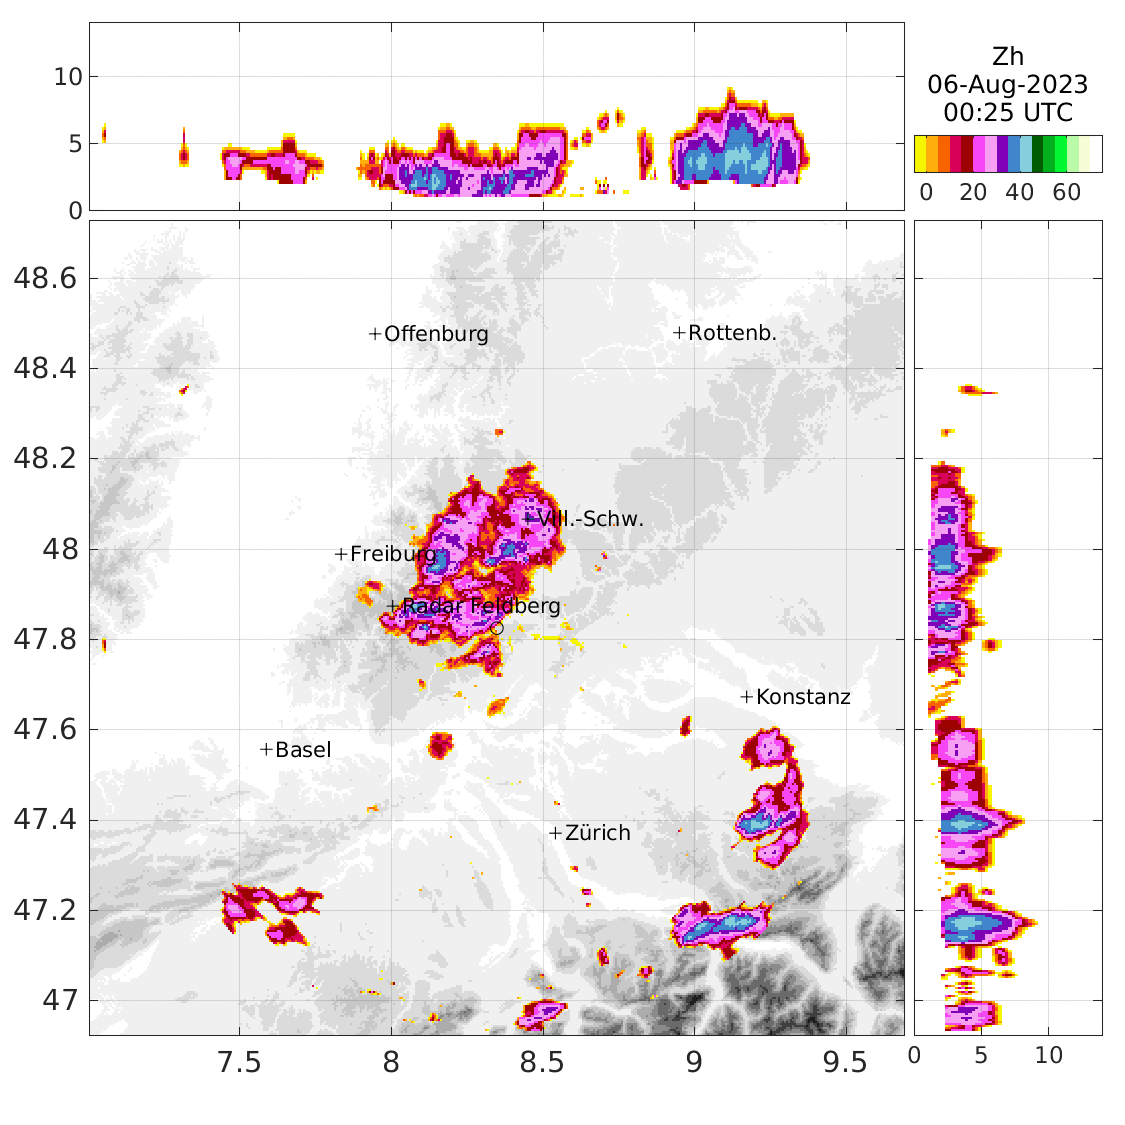 10
5
0
Zh
06-Aug-2023
00:25 UTC
0 20 40 60
48.6
48.4
48.2
48
47.8
47.6
47.4
47.2
47
Offenburg
Rottenb.
Vill.-Schw.
Freiburg
Radar Feldberg
Konstanz
Basel
Zürich
7.5 8 8.5 9 9.5
0 5 10